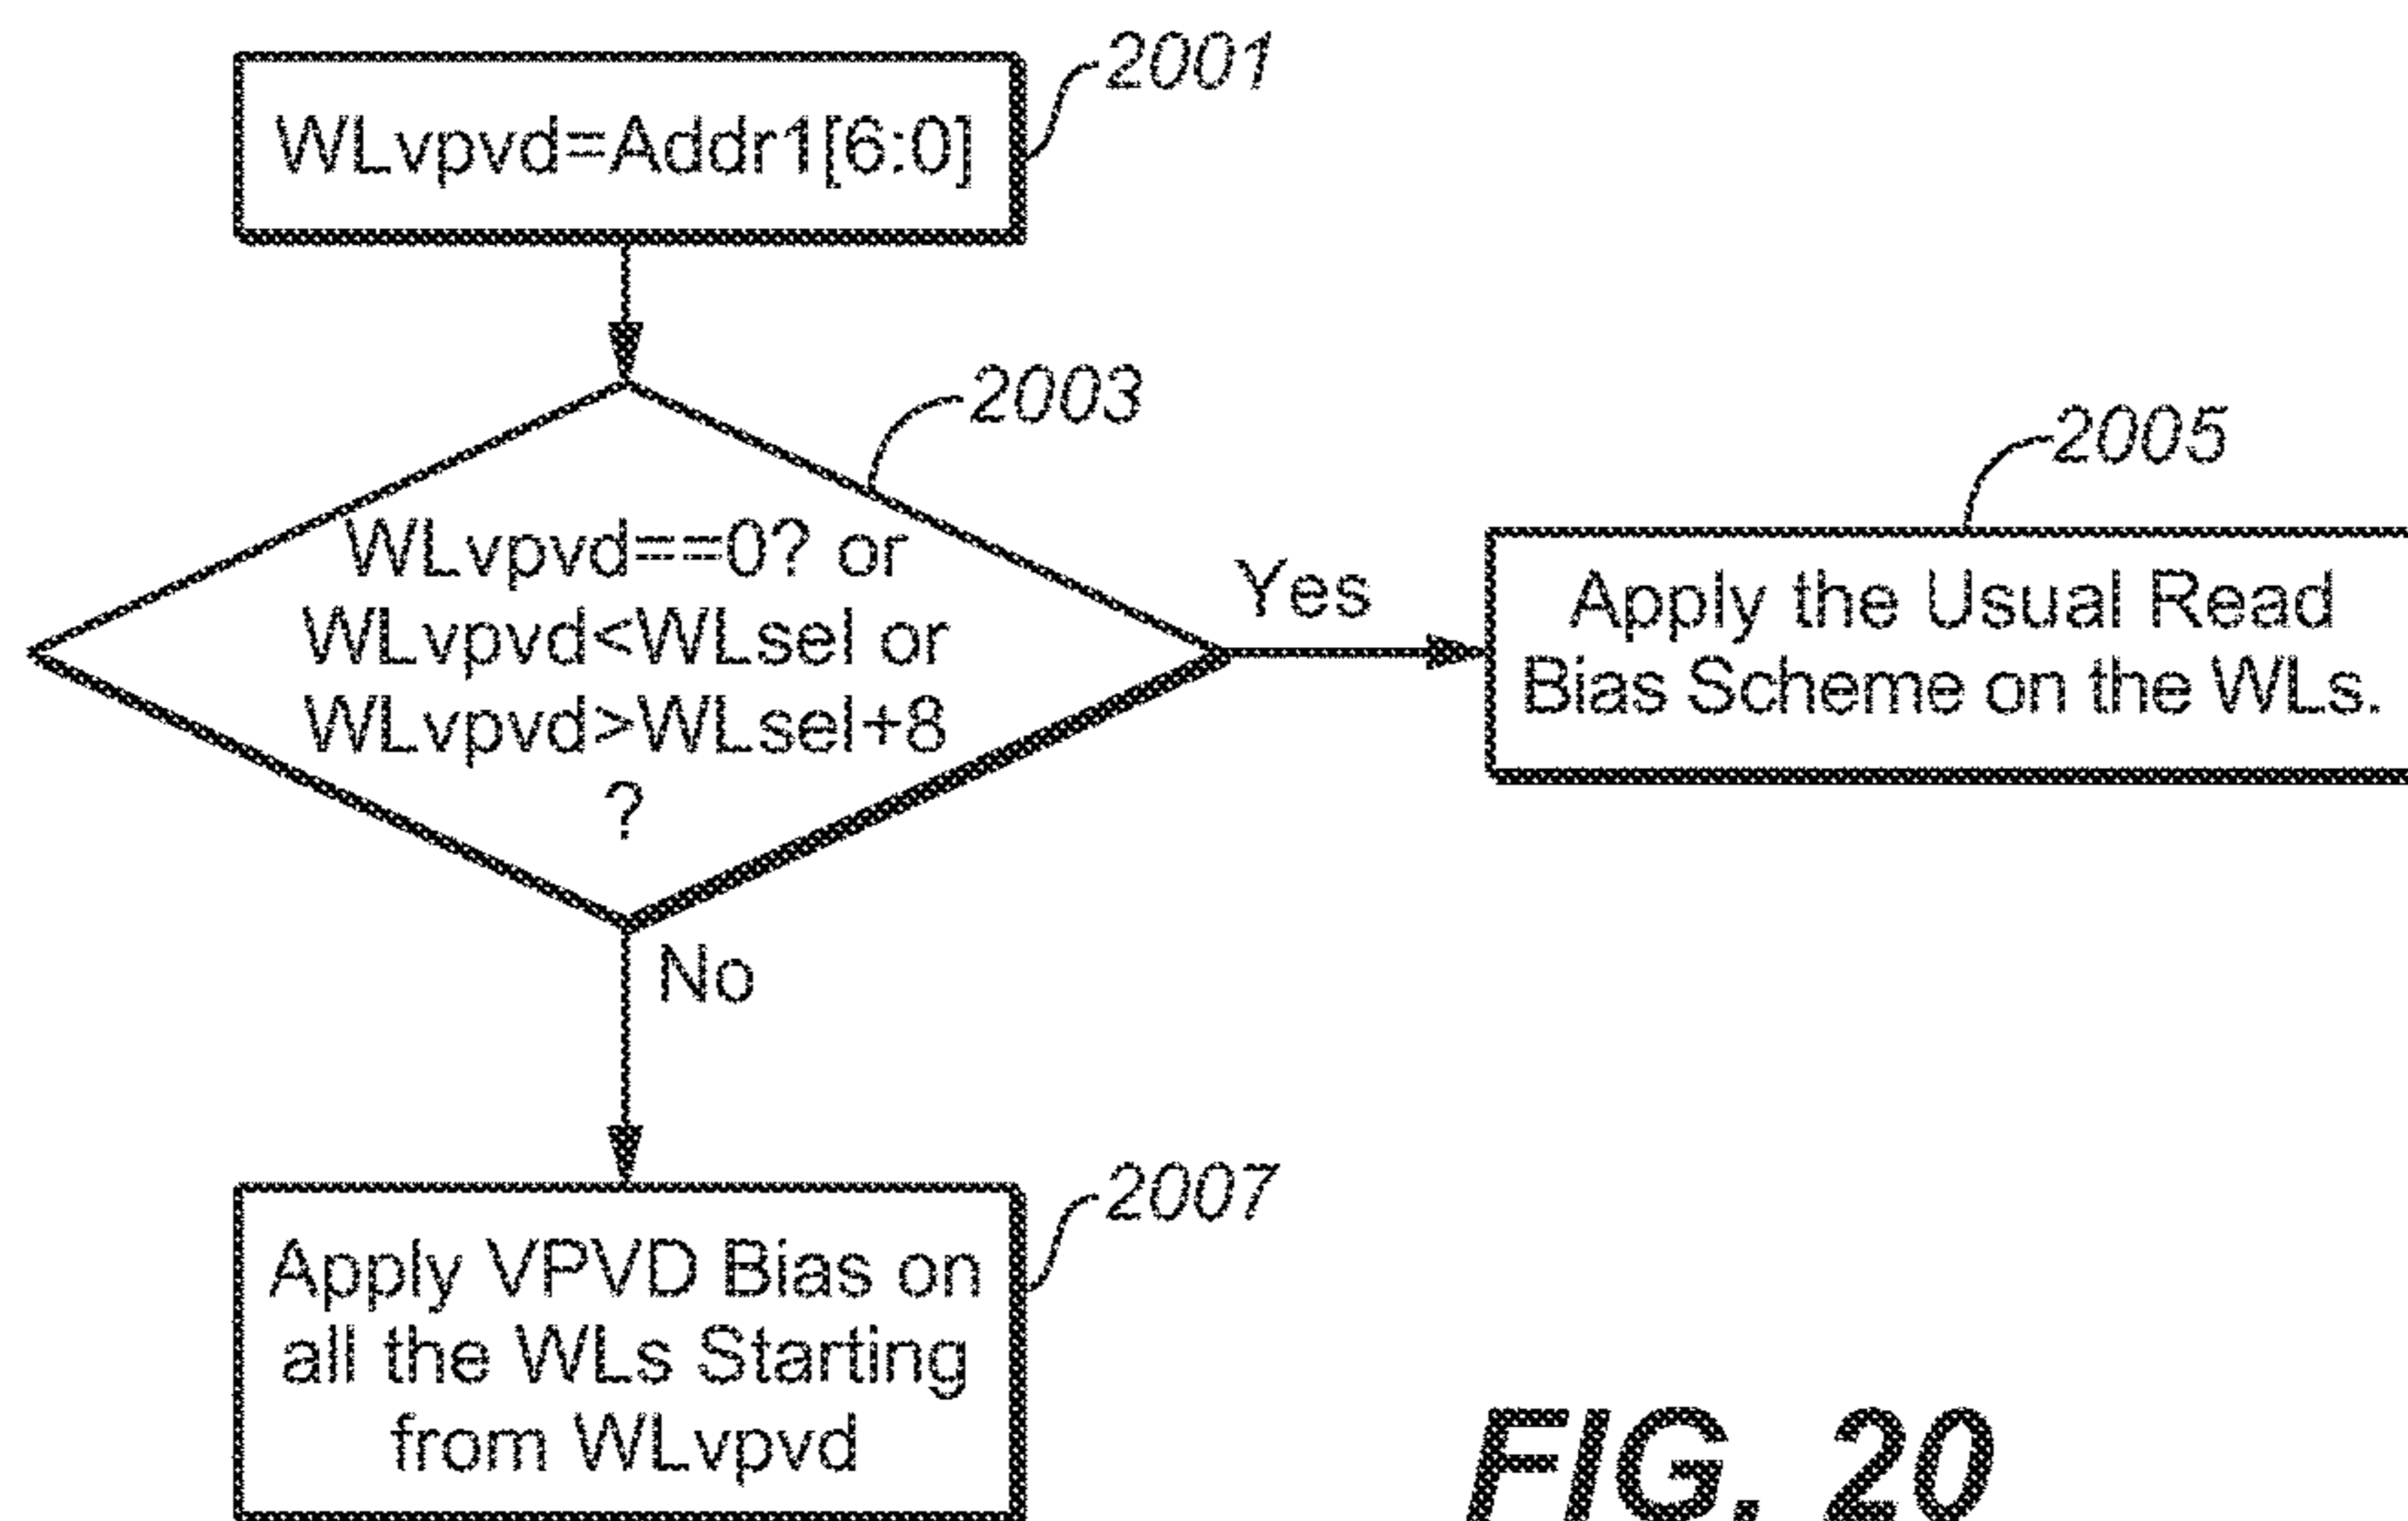 2001
WLvpvd=Addr1[6:0]
2003
WLvpvd==0? or
WLvpvd<WLsel or
WLvpvd>WLsel+8
?
Yes
2005
Apply the Usual Read
Bias Scheme on the WLs.
No
2007
Apply VPVD Bias on
all the WLs Starting
from WLvpvd
FIG. 20